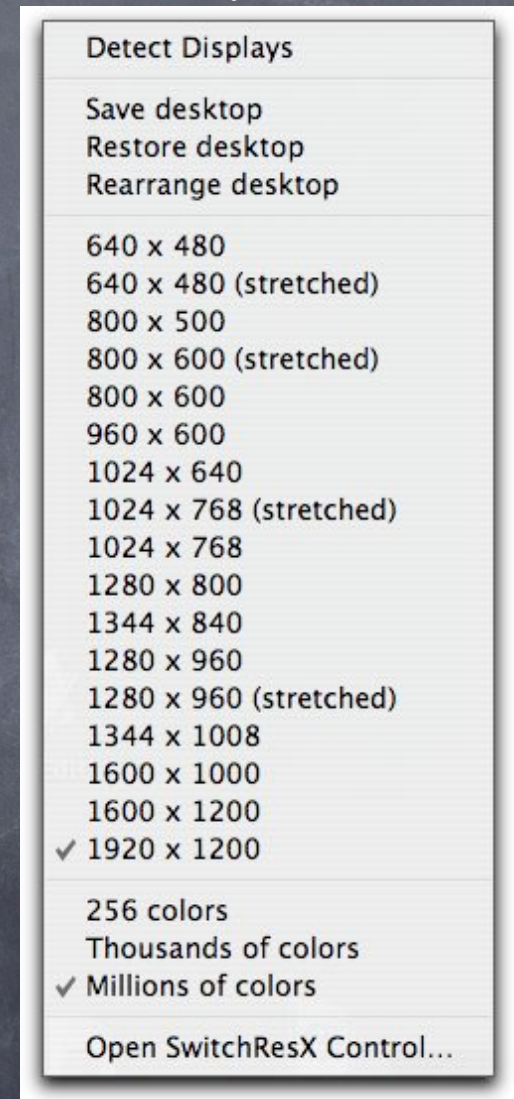 Detect Displays
Save desktop
Restore desktop
Rearrange desktop
640 x 480
640 x 480 (stretched)
800 x 500
800 x 600 (stretched)
800 x 600
960 x 600
1024 x 640
1024 x 768 (stretched)
1024 x 768
1280 x 800
1344 x 840
1280 x 960
1280 x 960 (stretched)
1344 x 1008
1600 x 1000
1600 x 1200
✓ 1920 x 1200
256 colors
Thousands of colors
✓ Millions of colors
Open SwitchResX Control...